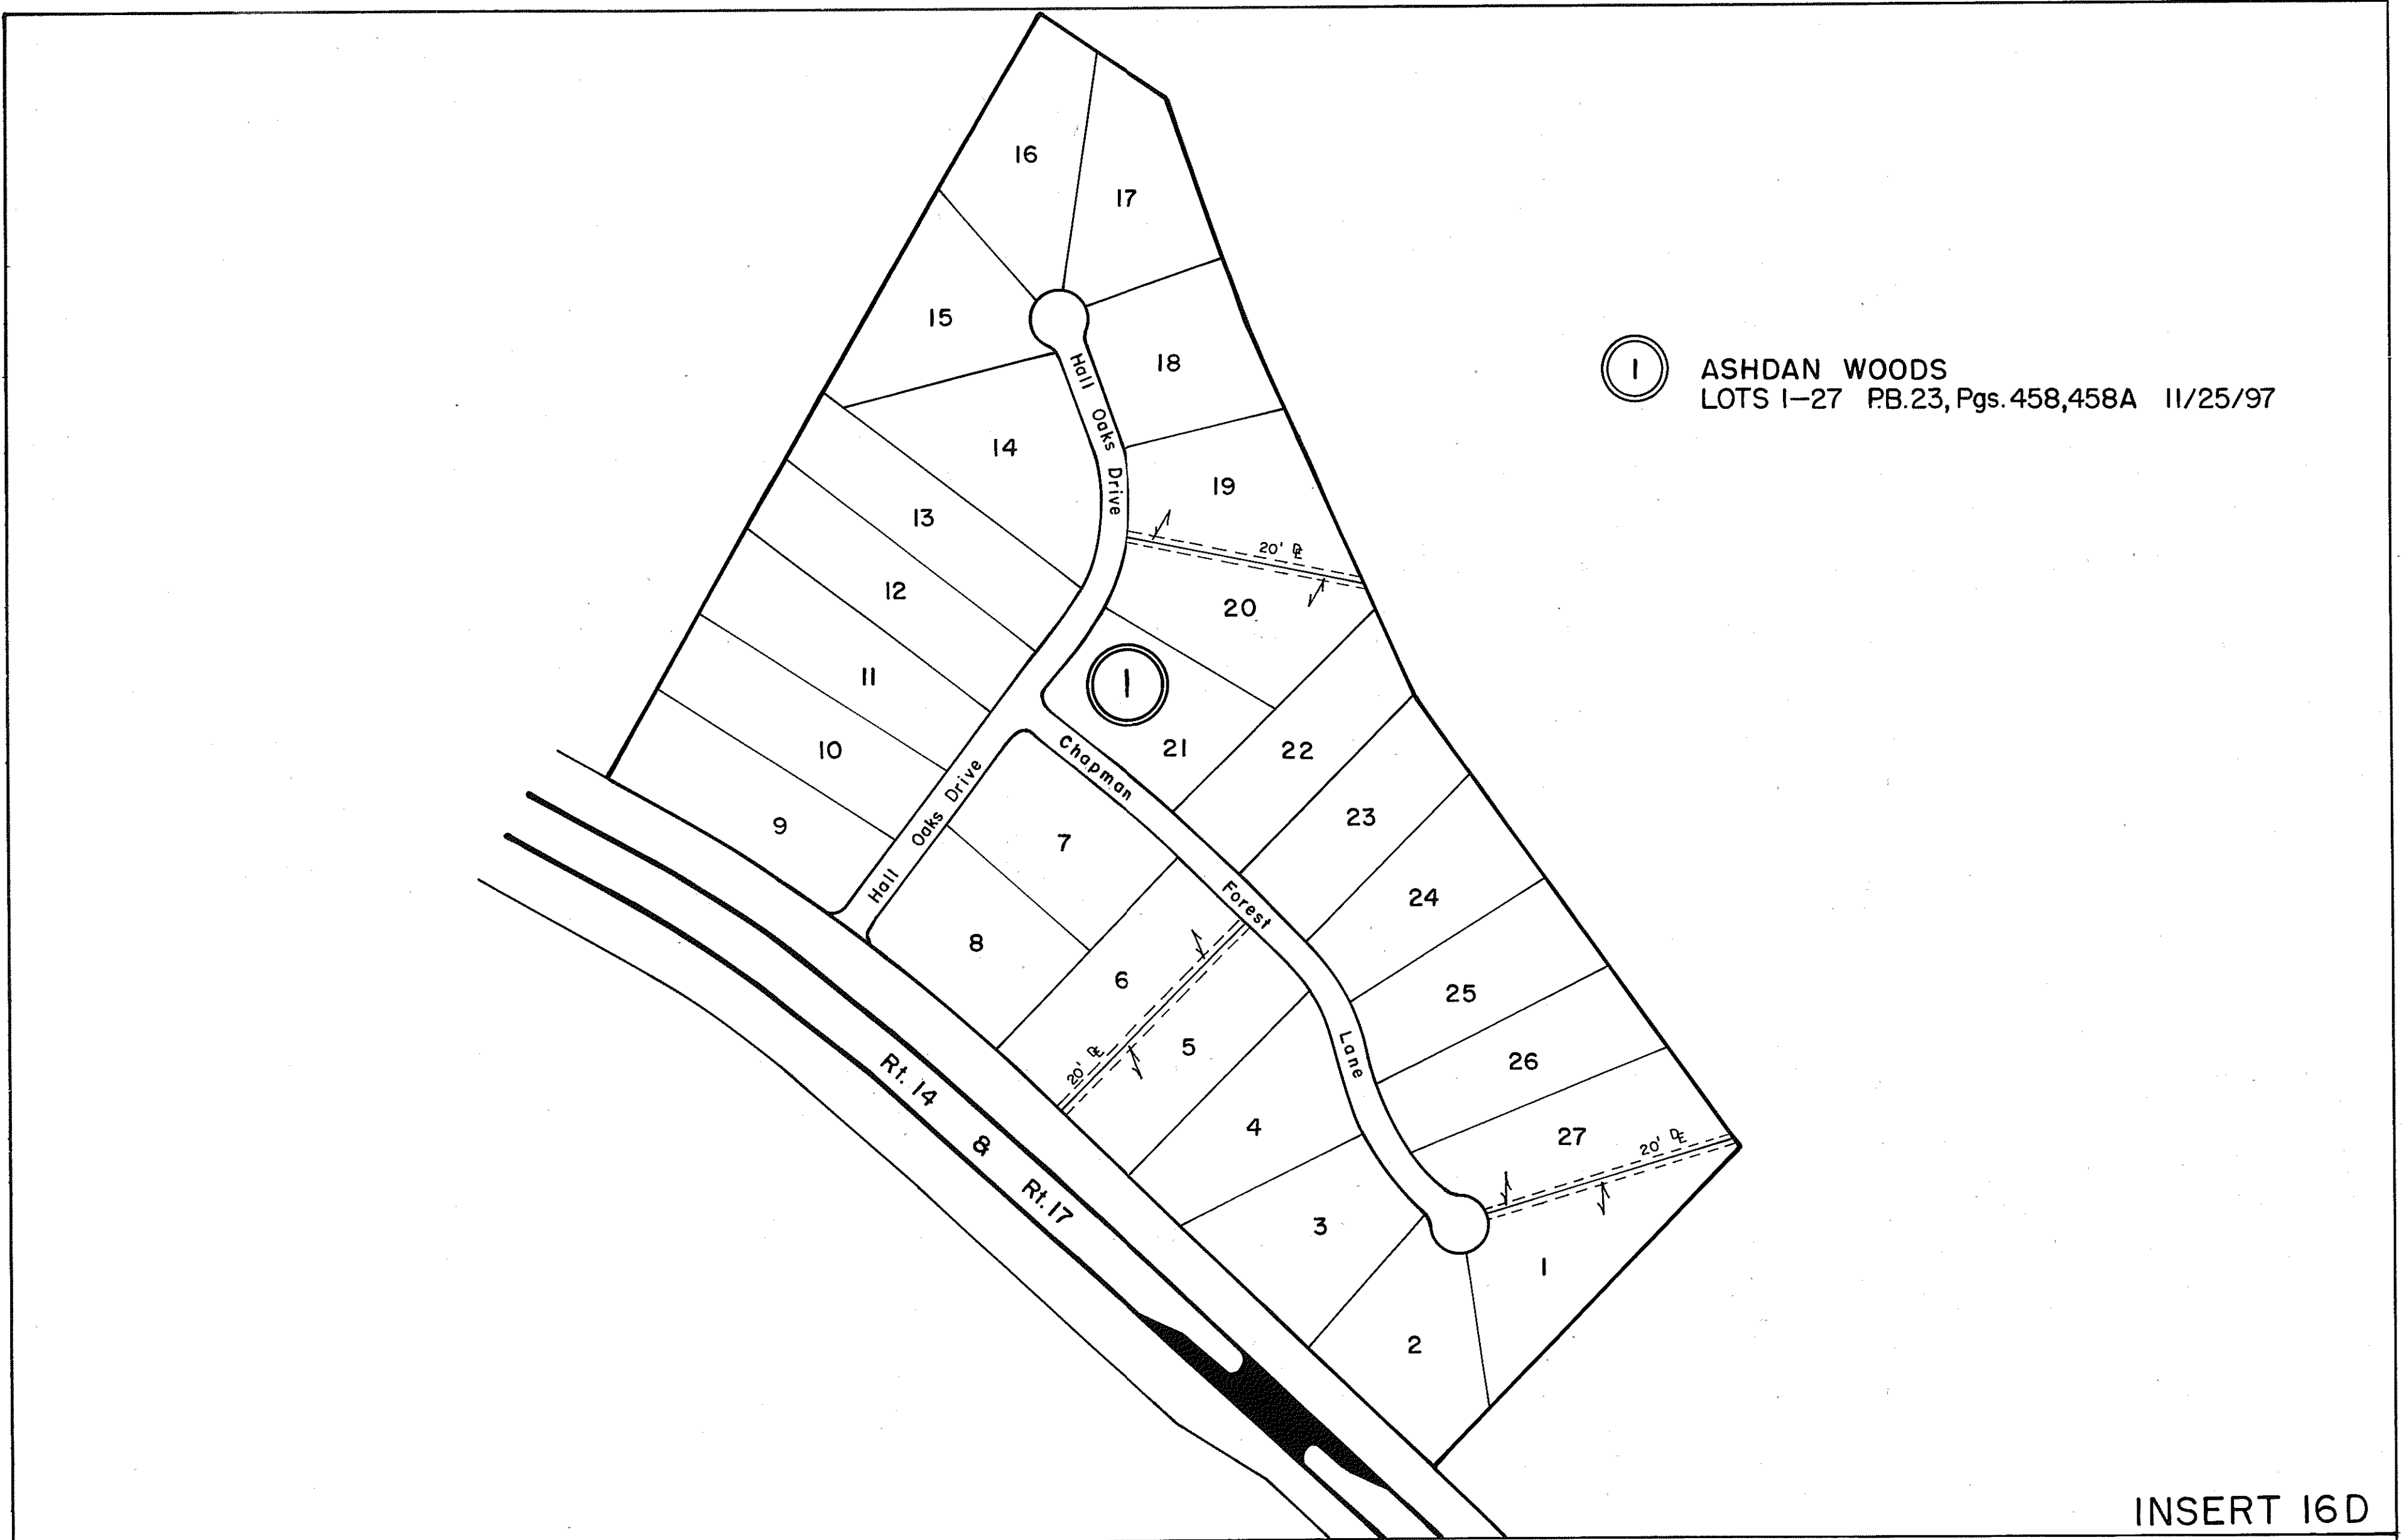 16
17
15
18
Hall Oaks Drive
14
19
13
20' DE
12
20
1
11
21
22
10
Chapman Forest Lane
Hall Oaks Drive
9
7
23
24
8
6
25
5
20' DE
26
4
27
20' DE
3
1
2
Rt. 14 & Rt. 17
1
ASHDAN WOODS
LOTS 1-27 P.B.23, Pgs. 458,458A 11/25/97
INSERT 16D